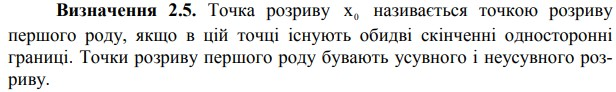 Визначення 2.5. Точка розриву x₀ називається точкою розриву
першого роду, якщо в цій точці існують обидві скінченні односторонні
границі. Точки розриву першого роду бувають усувного і неусувного роз-
риву.